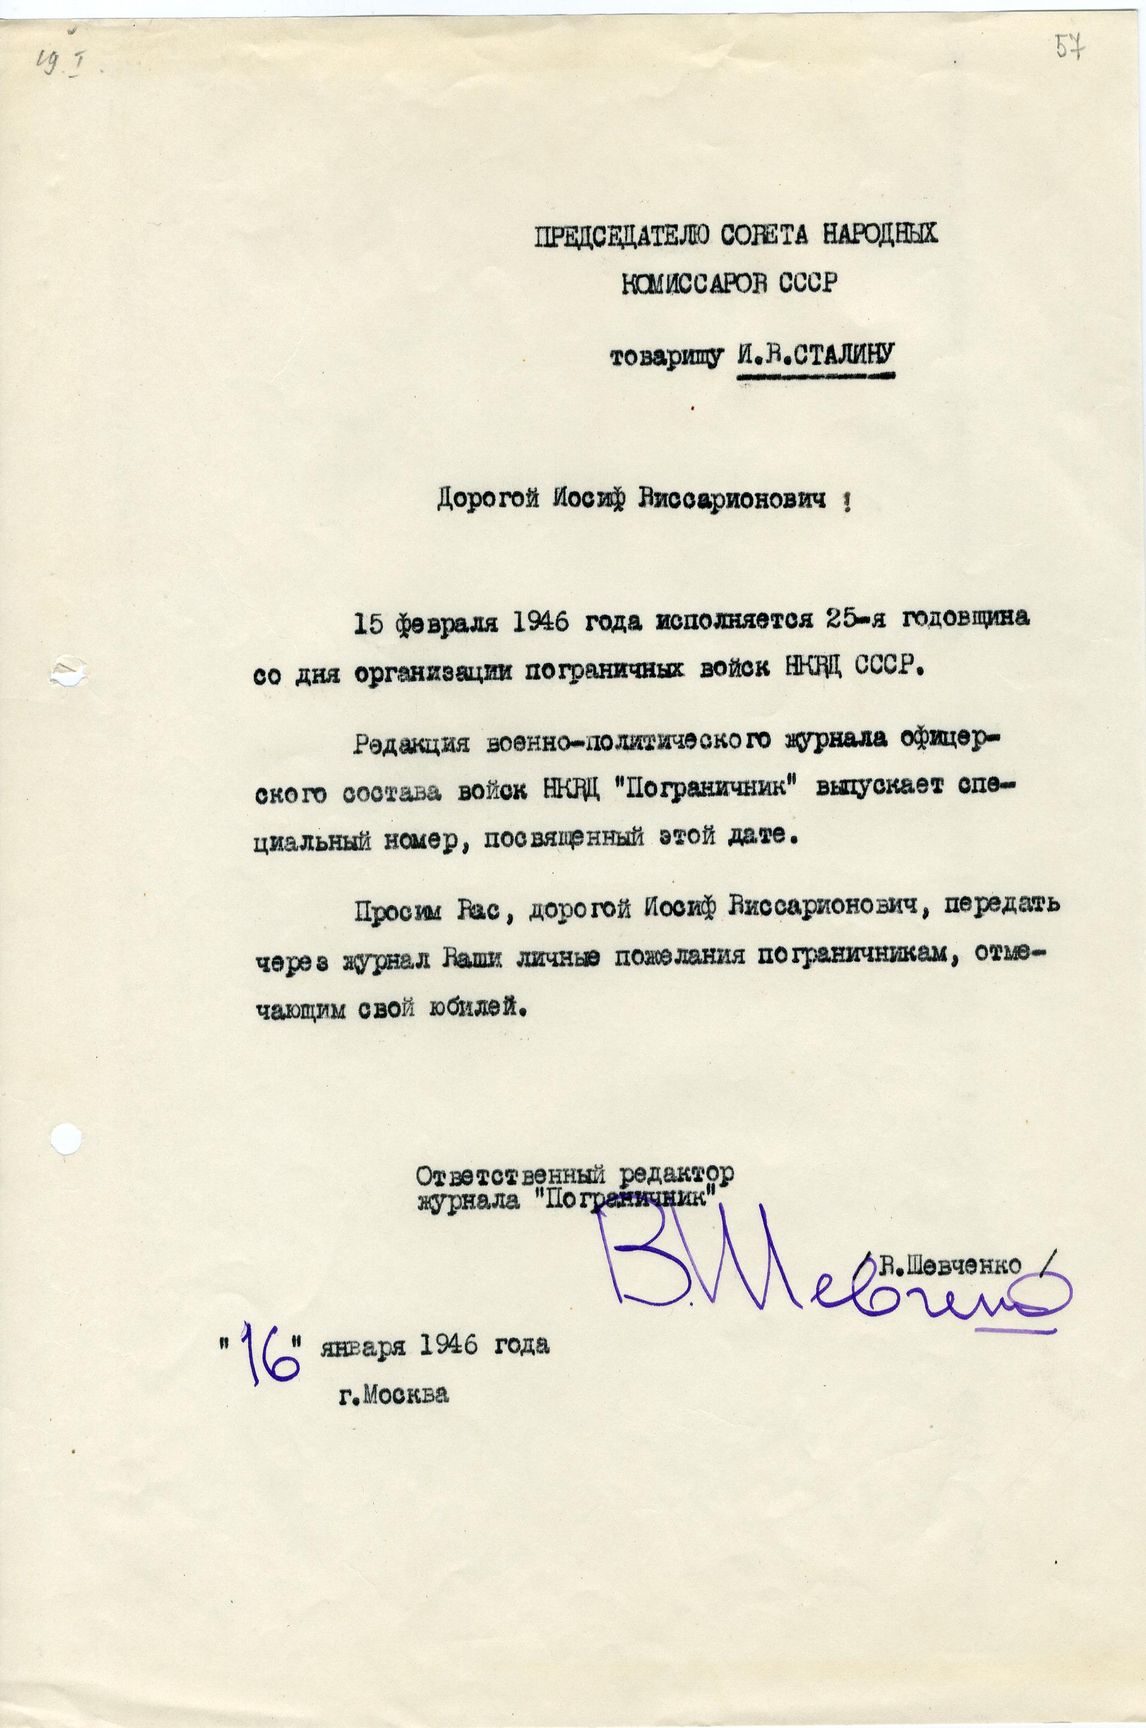 19.I.
57
ПРЕДСЕДАТЕЛЮ СОВЕТА НАРОДНЫХ
КОМИССАРОВ СССР
товарищу И.В.СТАЛИНУ
Дорогой Иосиф Виссарионович !
15 февраля 1946 года исполняется 25-я годовщина
со дня организации пограничных войск НКВД СССР.
Редакция военно-политического журнала офицер-
ского состава войск НКВД "Пограничник" выпускает спе-
циальный номер, посвященный этой дате.
Просим Вас, дорогой Иосиф Виссарионович, передать
через журнал Ваши личные пожелания пограничникам, отме-
чающим свой юбилей.
Ответственный редактор
журнала "Пограничник"
В. Шевченко
/ В.Шевченко /
"16" января 1946 года
г.Москва